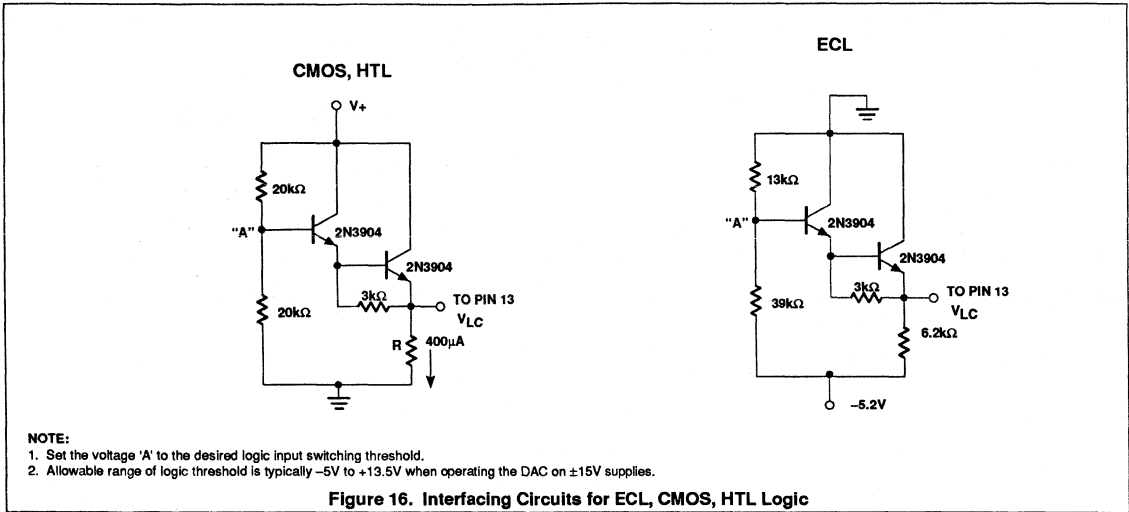 CMOS, HTL
V+
20kΩ
"A"
2N3904
2N3904
3kΩ
TO PIN 13
VLC
20kΩ
R
400µA
ECL
13kΩ
"A"
2N3904
2N3904
3kΩ
TO PIN 13
VLC
39kΩ
6.2kΩ
–5.2V
NOTE:
1. Set the voltage 'A' to the desired logic input switching threshold.
2. Allowable range of logic threshold is typically –5V to +13.5V when operating the DAC on ±15V supplies.
Figure 16. Interfacing Circuits for ECL, CMOS, HTL Logic